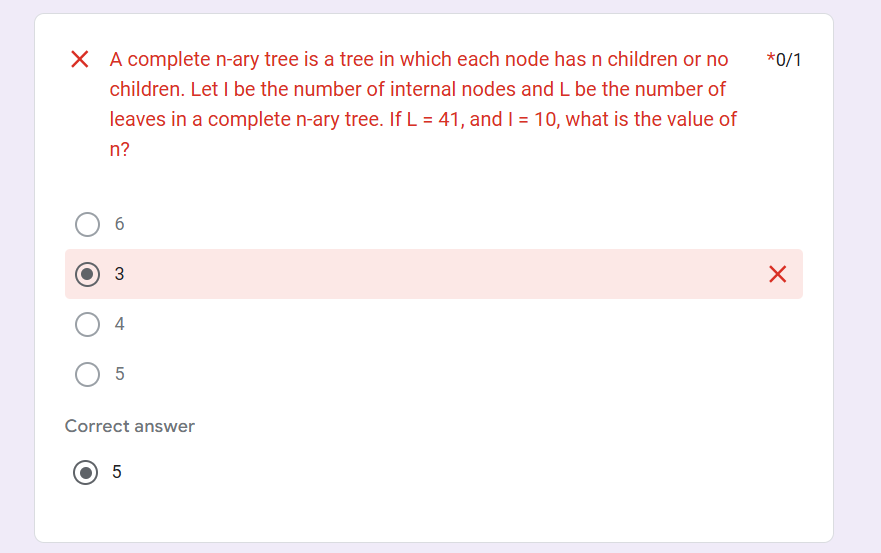 A complete n-ary tree is a tree in which each node has n children or no
*0/1
children. Let I be the number of internal nodes and L be the number of
leaves in a complete n-ary tree. If L = 41, and I = 10, what is the value of
n?
6
3
4
5
Correct answer
5